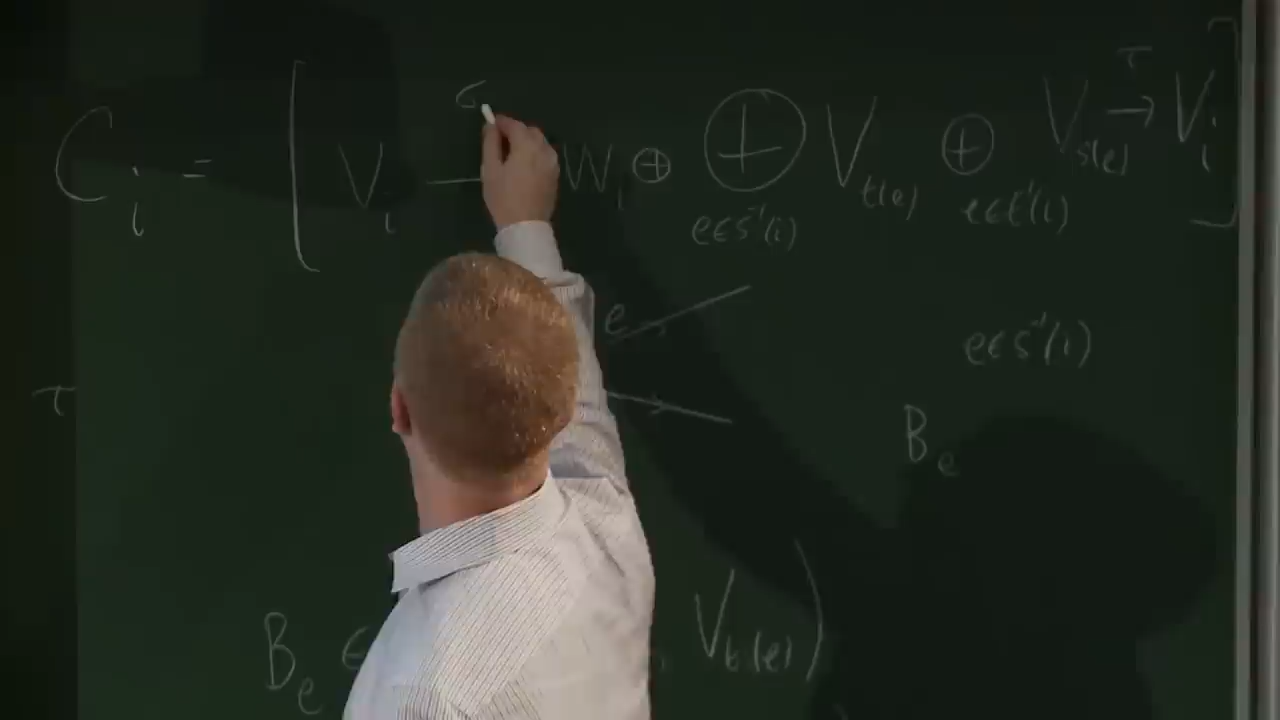 C_i = [ V_i — σ W_i ⊕ ⊕_{e∈s^{-1}(i)} V_{t(e)} ⊕_{e∈t^{-1}(i)} V_{s(e)} →^τ V_i ]
e
e∈s^{-1}(i)
τ
B_e
B_e ∈ , V_{t(e)} )